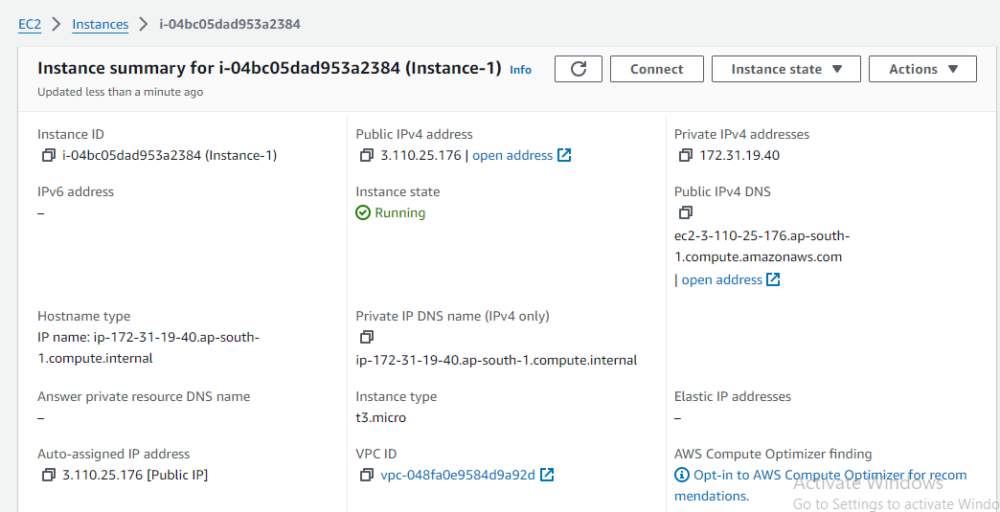 EC2 > Instances > i-04bc05dad953a2384
Instance summary for i-04bc05dad953a2384 (Instance-1) Info
Connect
Instance state
Actions
Updated less than a minute ago
Instance ID
i-04bc05dad953a2384 (Instance-1)
Public IPv4 address
3.110.25.176 | open address
Private IPv4 addresses
172.31.19.40
IPv6 address
–
Instance state
Running
Public IPv4 DNS
ec2-3-110-25-176.ap-south-
1.compute.amazonaws.com
| open address
Hostname type
IP name: ip-172-31-19-40.ap-south-
1.compute.internal
Private IP DNS name (IPv4 only)
ip-172-31-19-40.ap-south-1.compute.internal
Answer private resource DNS name
–
Instance type
t3.micro
Elastic IP addresses
–
Auto-assigned IP address
3.110.25.176 [Public IP]
VPC ID
vpc-048fa0e9584d9a92d
AWS Compute Optimizer finding
Opt-in to AWS Compute Optimizer for recom
mendations.
Activate Windows
Go to Settings to activate Windo